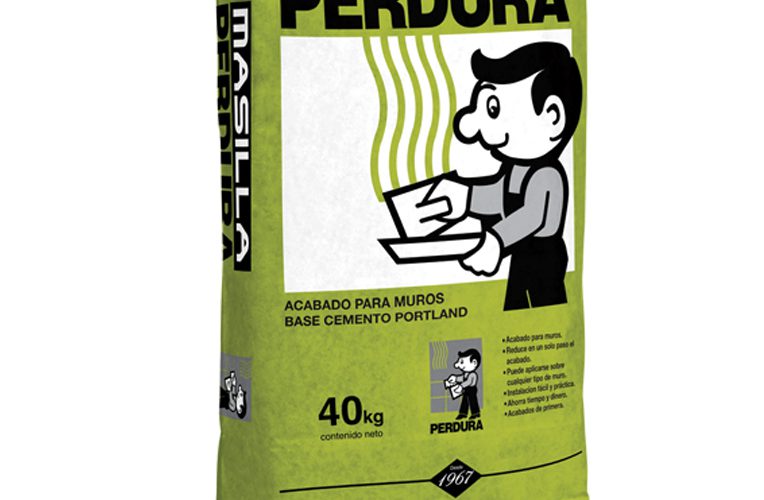 PERDURA
MASILLA
PERDURA
ACABADO PARA MUROS
BASE CEMENTO PORTLAND
40kg
contenido neto
PERDURA
• Acabado para muros.
• Reduce en un solo paso el
acabado.
• Puede aplicarse sobre
cualquier tipo de muro.
• Instalacion fácil y práctica.
• Ahorra tiempo y dinero.
• Acabados de primera.
Desde
1967